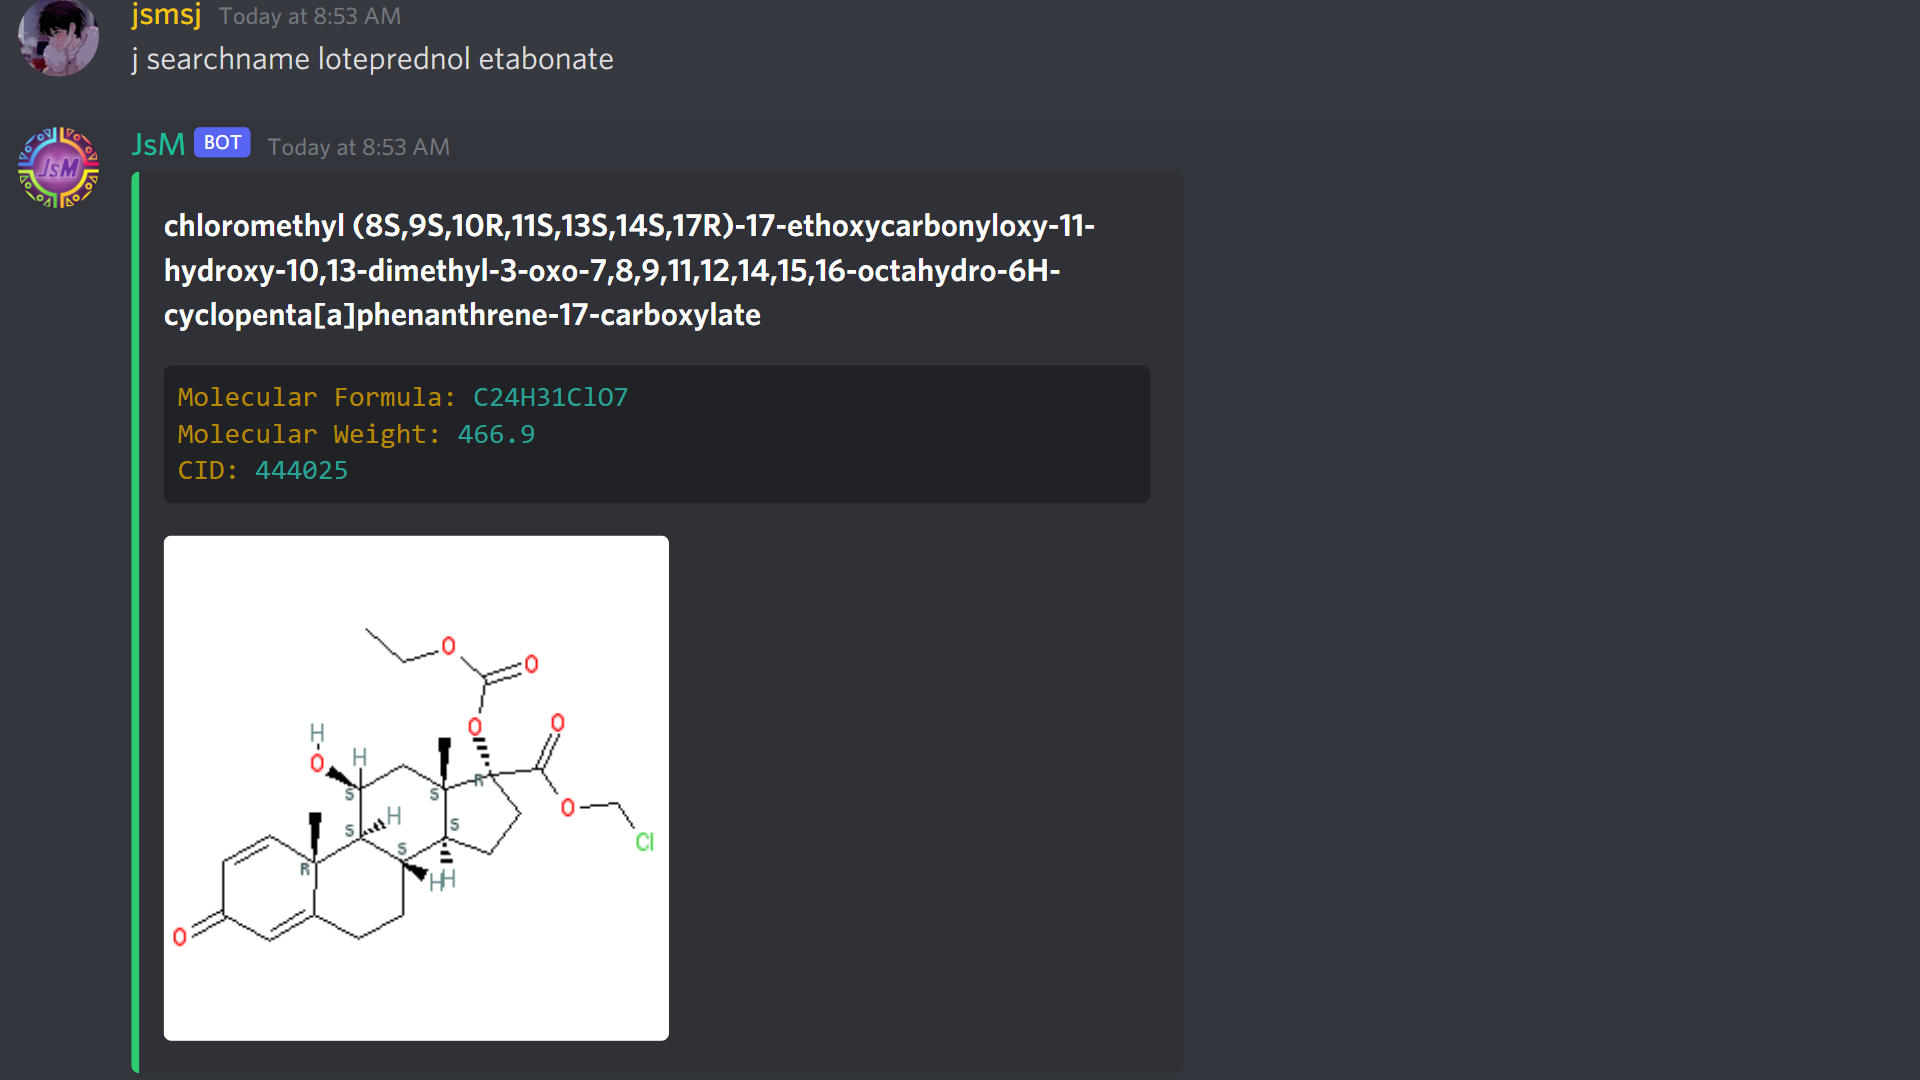 jsmsj Today at 8:53 AM
j searchname loteprednol etabonate
JsM BOT Today at 8:53 AM
JsM
chloromethyl (8S,9S,10R,11S,13S,14S,17R)-17-ethoxycarbonyloxy-11-
hydroxy-10,13-dimethyl-3-oxo-7,8,9,11,12,14,15,16-octahydro-6H-
cyclopenta[a]phenanthrene-17-carboxylate
Molecular Formula: C24H31ClO7
Molecular Weight: 466.9
CID: 444025
O
O
O
O
H
O
H
R
S
S
O
Cl
S
H
S
S
R
H
H
O